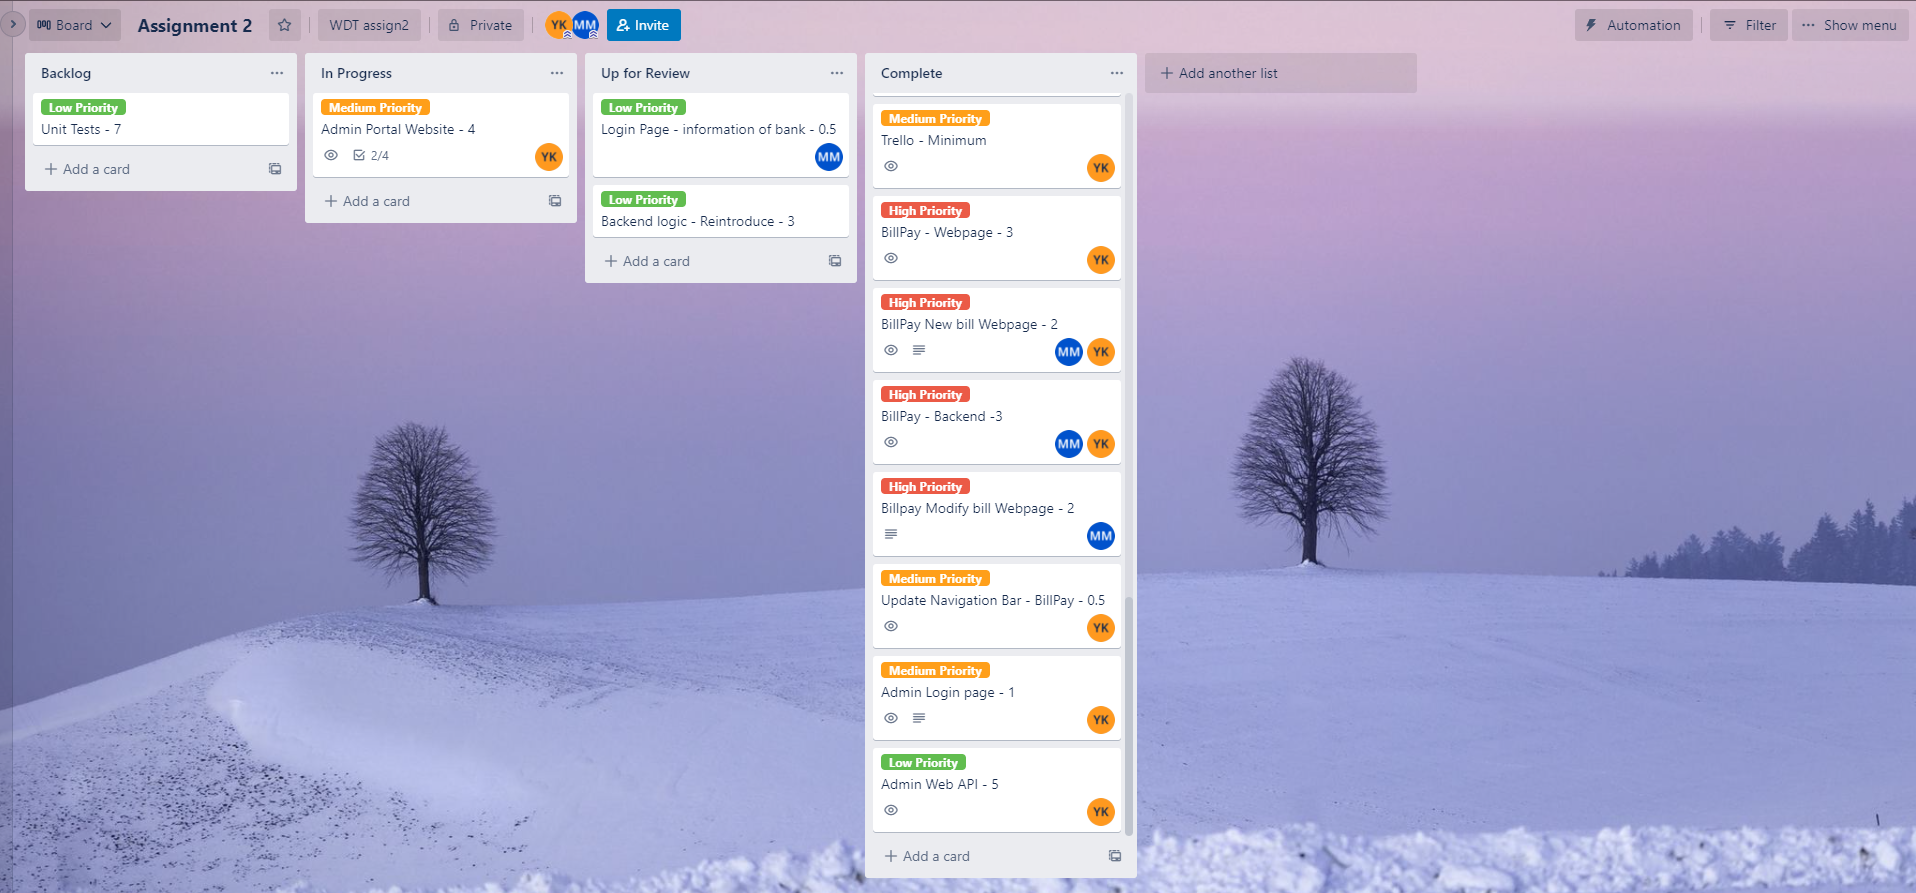 Board
Assignment 2
WDT assign2
Private
YK
MM
Invite
Automation
Filter
Show menu
Backlog
Low Priority
Unit Tests - 7
Add a card
In Progress
Medium Priority
Admin Portal Website - 4
2/4
YK
Add a card
Up for Review
Low Priority
Login Page - information of bank - 0.5
MM
Low Priority
Backend logic - Reintroduce - 3
Add a card
Complete
Medium Priority
Trello - Minimum
YK
High Priority
BillPay - Webpage - 3
YK
High Priority
BillPay New bill Webpage - 2
MM YK
High Priority
BillPay - Backend -3
MM YK
High Priority
Billpay Modify bill Webpage - 2
MM
Medium Priority
Update Navigation Bar - BillPay - 0.5
YK
Medium Priority
Admin Login page - 1
YK
Low Priority
Admin Web API - 5
YK
Add a card
Add another list